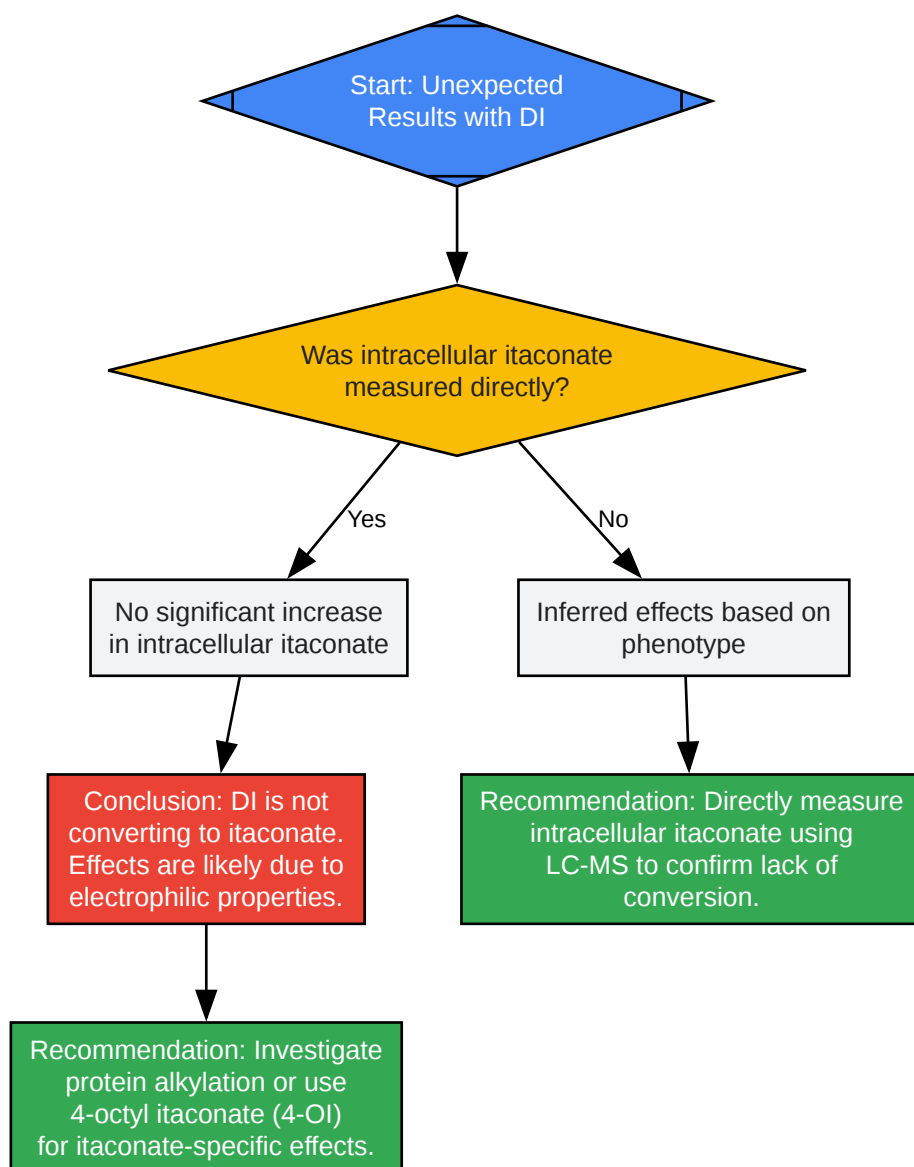 Start: Unexpected
Results with DI
Was intracellular itaconate
measured directly?
Yes
No
No significant increase
in intracellular itaconate
Inferred effects based on
phenotype
Conclusion: DI is not
converting to itaconate.
Effects are likely due to
electrophilic properties.
Recommendation: Directly measure
intracellular itaconate using
LC-MS to confirm lack of
conversion.
Recommendation: Investigate
protein alkylation or use
4-octyl itaconate (4-OI)
for itaconate-specific effects.